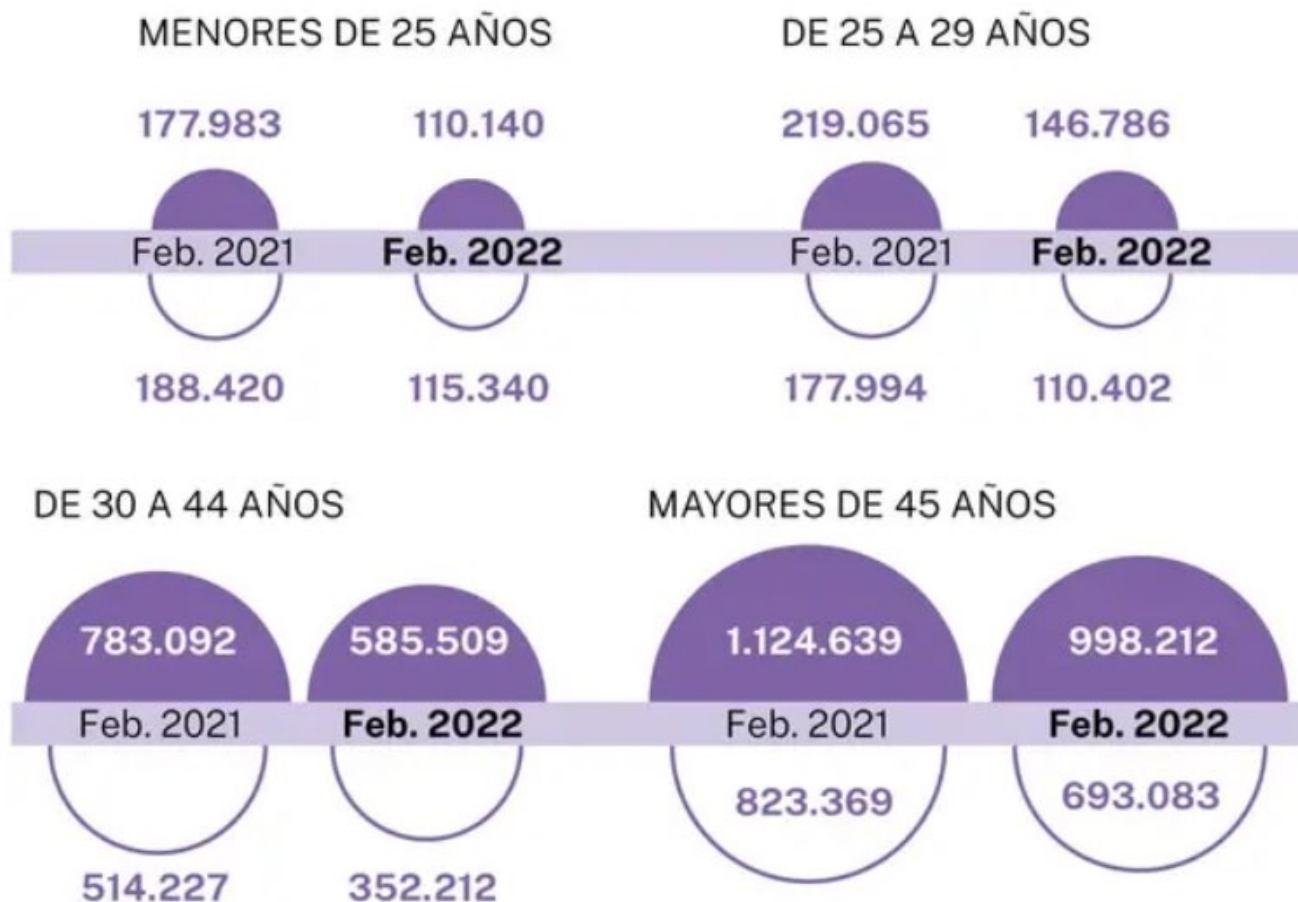 MENORES DE 25 AÑOS
177.983 110.140
Feb. 2021 Feb. 2022
188.420 115.340
DE 25 A 29 AÑOS
219.065 146.786
Feb. 2021 Feb. 2022
177.994 110.402
DE 30 A 44 AÑOS
783.092 585.509
Feb. 2021 Feb. 2022
514.227 352.212
MAYORES DE 45 AÑOS
1.124.639 998.212
Feb. 2021 Feb. 2022
823.369 693.083